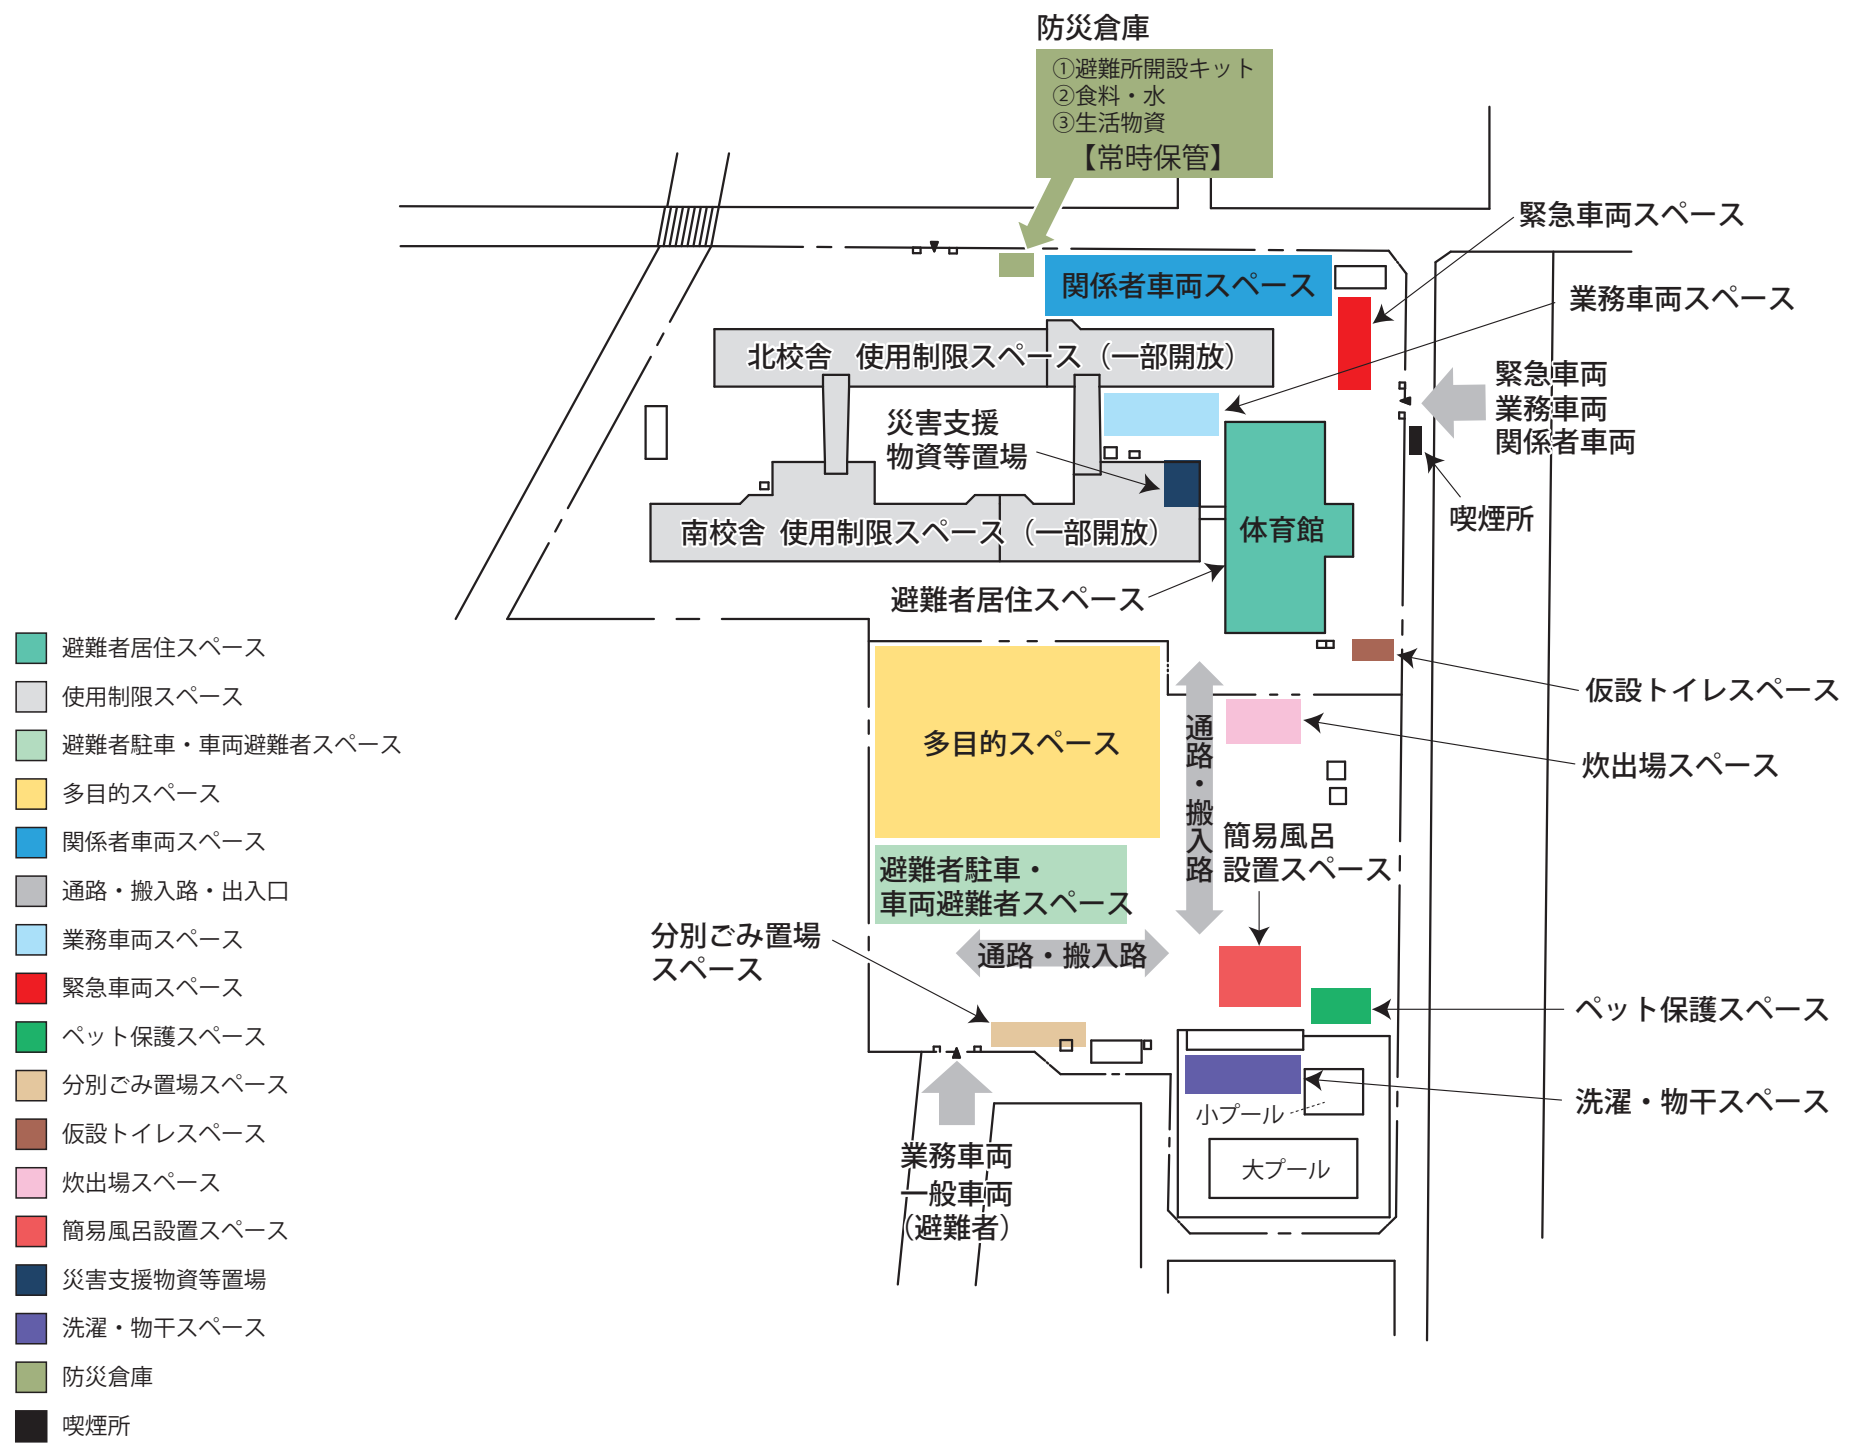 防災倉庫
①避難所開設キット
②食料・水
③生活物資
【常時保管】
緊急車両スペース
関係者車両スペース
業務車両スペース
北校舎 使用制限スペース（一部開放）
緊急車両
業務車両
関係者車両
災害支援
物資等置場
喫煙所
南校舎 使用制限スペース（一部開放）
体育館
避難者居住スペース
仮設トイレスペース
多目的スペース
通路・搬入路
炊出場スペース
簡易風呂
設置スペース
避難者駐車・
車両避難者スペース
分別ごみ置場
スペース
通路・搬入路
ペット保護スペース
洗濯・物干スペース
小プール
大プール
業務車両
一般車両
（避難者）
避難者居住スペース
使用制限スペース
避難者駐車・車両避難者スペース
多目的スペース
関係者車両スペース
通路・搬入路・出入口
業務車両スペース
緊急車両スペース
ペット保護スペース
分別ごみ置場スペース
仮設トイレスペース
炊出場スペース
簡易風呂設置スペース
災害支援物資等置場
洗濯・物干スペース
防災倉庫
喫煙所